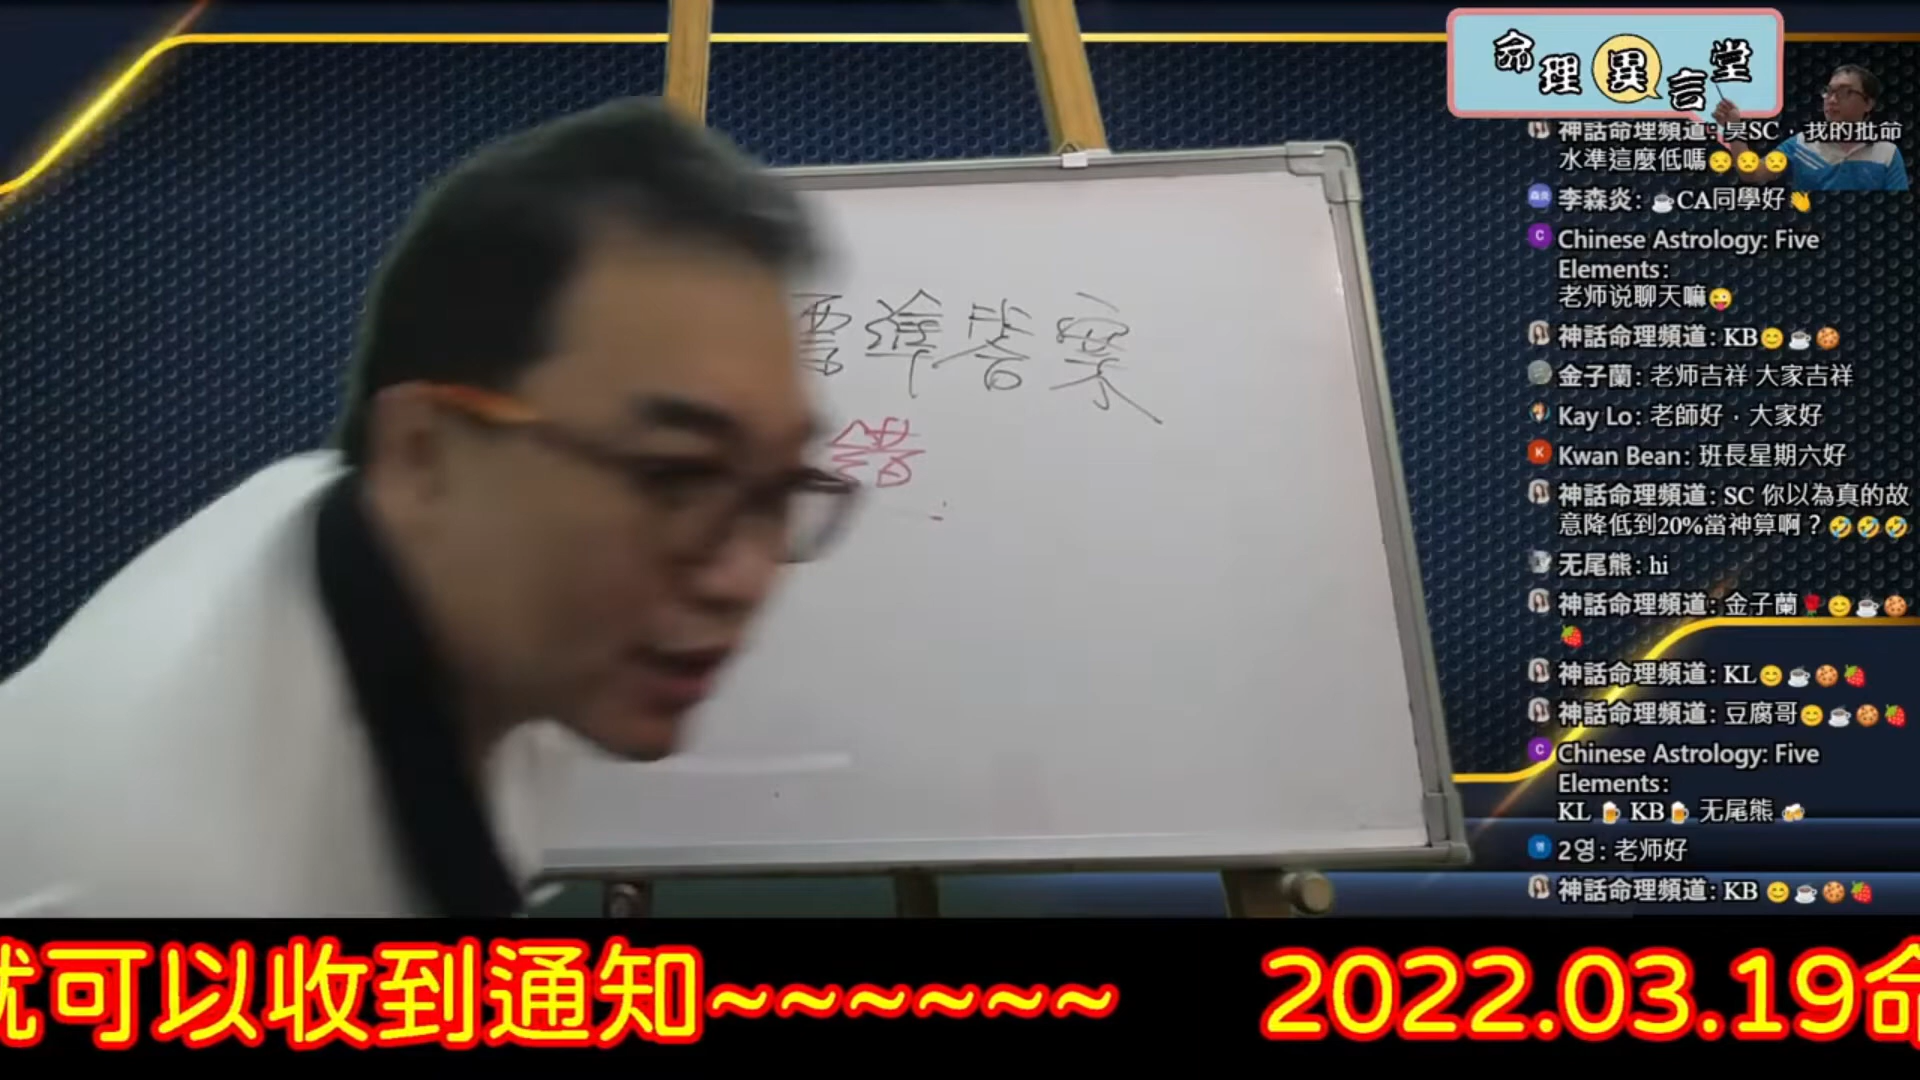 命理異言堂
神話命理頻道: 吳SC，我的批命
水準這麼低嗎😒😒😒
李森炎: ☕CA同學好👏
Chinese Astrology: Five
Elements:
老师说聊天嘛😜
神話命理頻道: KB😊☕🍪
金子蘭: 老师吉祥 大家吉祥
Kay Lo: 老師好，大家好
Kwan Bean: 班長星期六好
神話命理頻道: SC 你以為真的故
意降低到20%當神算啊？🤣🤣🤣
无尾熊: hi
神話命理頻道: 金子蘭🌹😊☕🍪
🍓
神話命理頻道: KL😊☕🍪🍓
神話命理頻道: 豆腐哥😊☕🍪🍓
Chinese Astrology: Five
Elements:
KL 🍺 KB🍺 无尾熊 🍻
2영: 老师好
神話命理頻道: KB 😊☕🍪🍓
準答案
錯
就可以收到通知~~~~~~~ 2022.03.19命